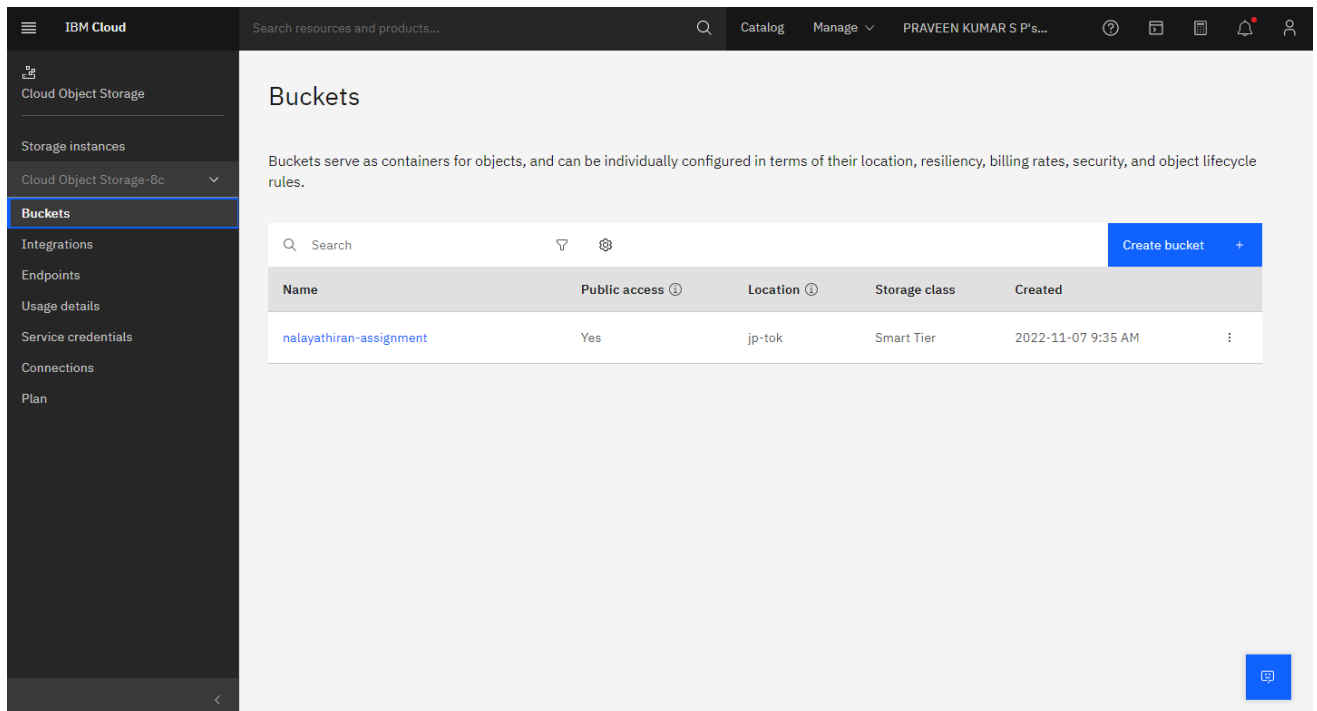 IBM Cloud
Search resources and products...
Catalog
Manage
PRAVEEN KUMAR S P's...
Cloud Object Storage
Storage instances
Cloud Object Storage-8c
Buckets
Integrations
Endpoints
Usage details
Service credentials
Connections
Plan
Buckets
Buckets serve as containers for objects, and can be individually configured in terms of their location, resiliency, billing rates, security, and object lifecycle
rules.
Search
Create bucket +
Name Public access Location Storage class Created
nalayathiran-assignment Yes jp-tok Smart Tier 2022-11-07 9:35 AM